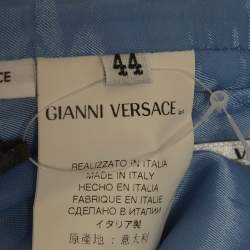 44
CE
GIANNI VERSACE
REALIZZATO IN ITALIA
MADE IN ITALY
HECHO EN ITALIA
FABRIQUE EN ITALIE
СДЕЛАНО В ИТАЛИИ
イタリア製
原產地：意大利